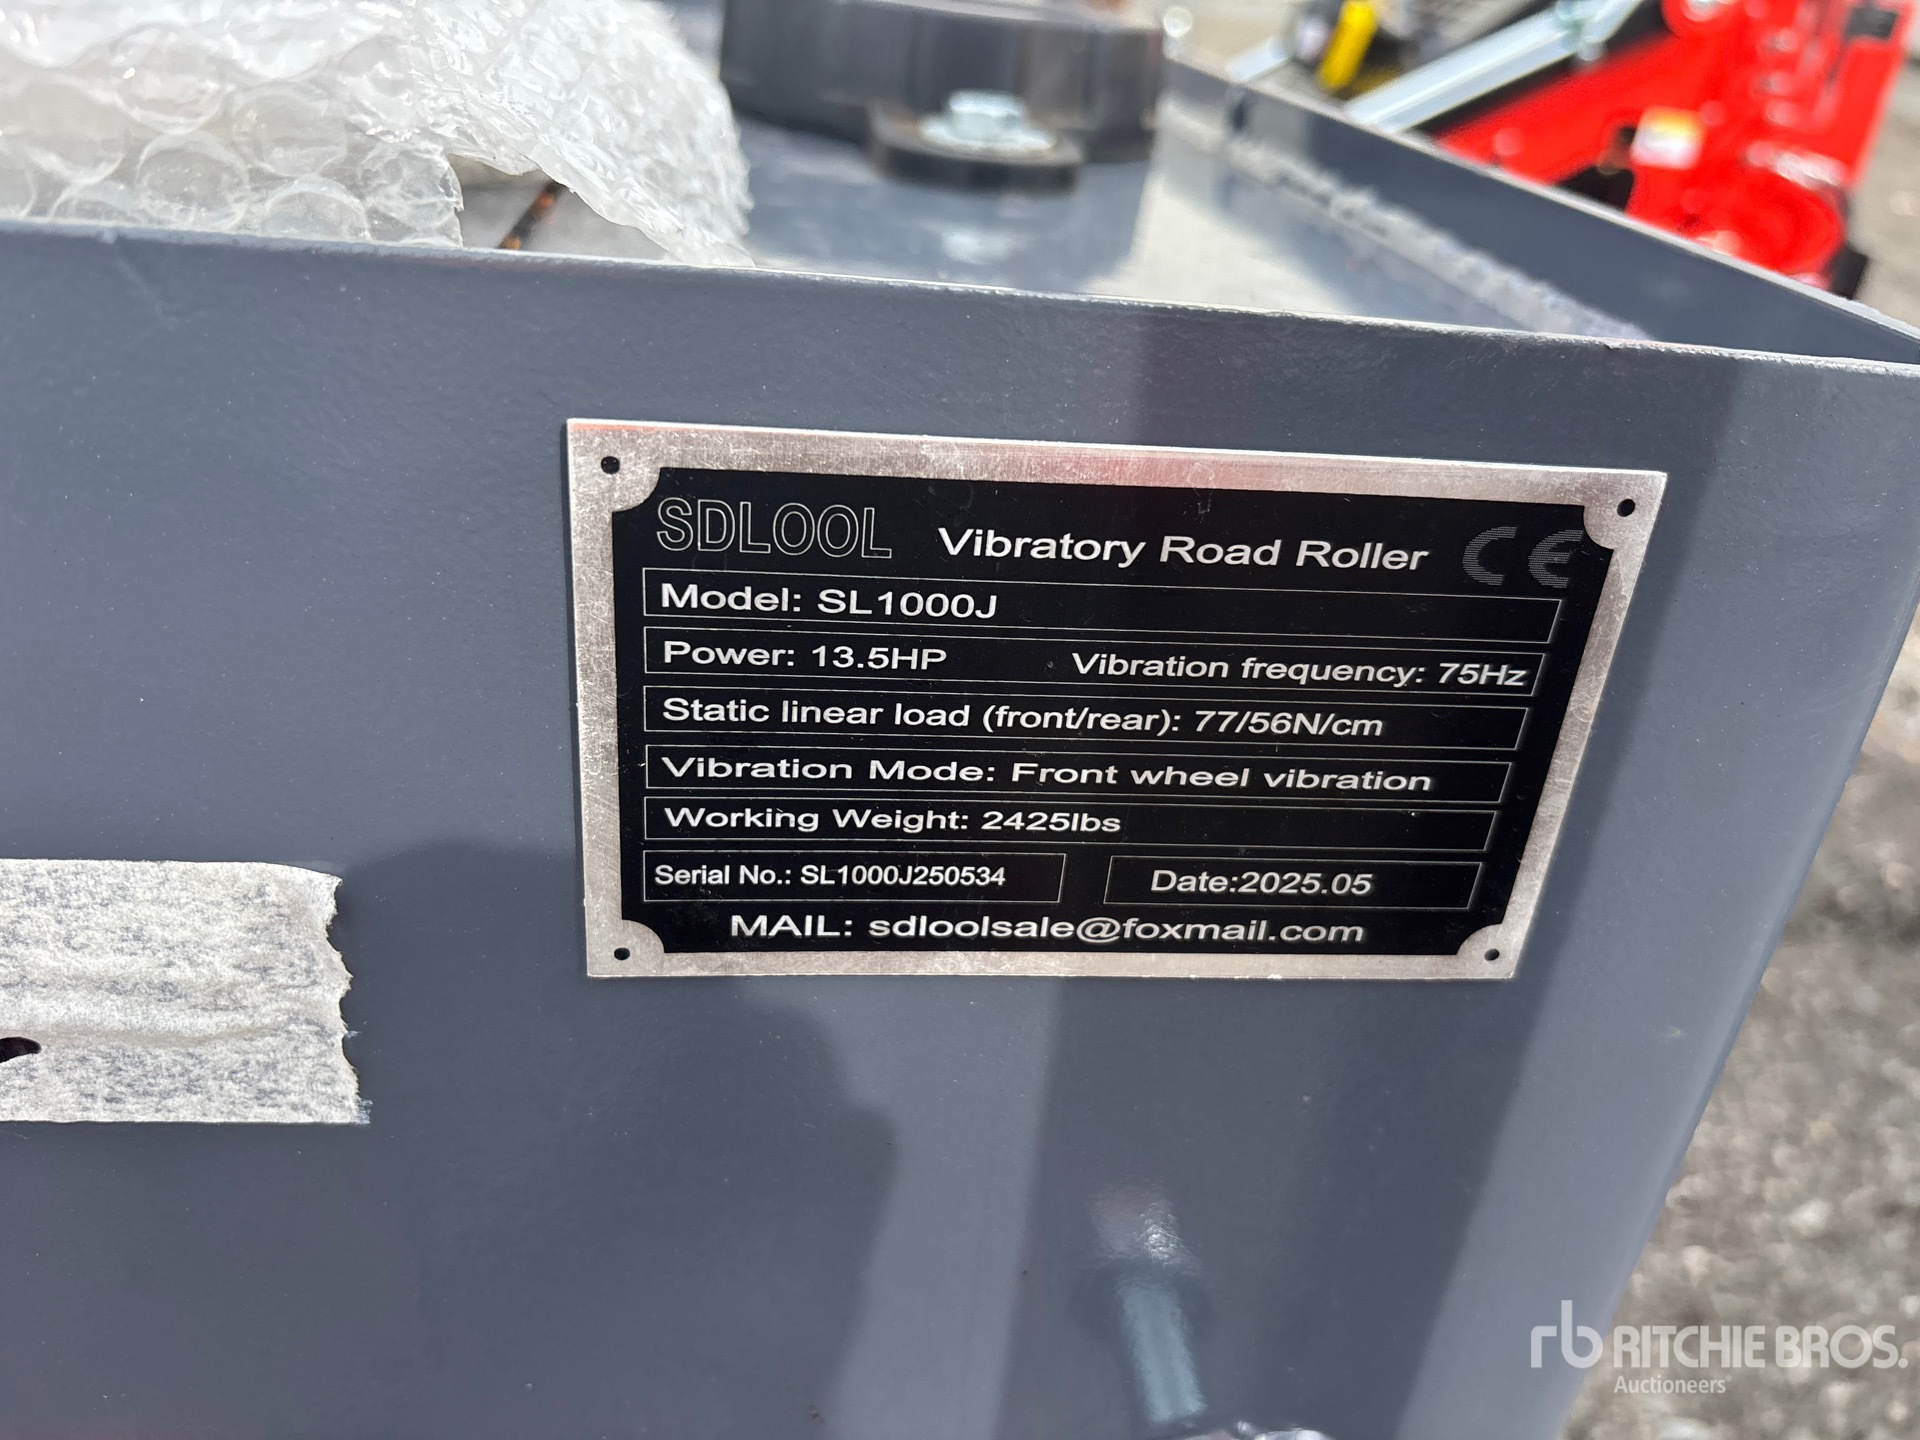 SDLOOL Vibratory Road Roller CE
Model: SL1000J
Power: 13.5HP Vibration frequency: 75Hz
Static linear load (front/rear): 77/56N/cm
Vibration Mode: Front wheel vibration
Working Weight: 2425lbs
Serial No.: SL1000J250534 Date:2025.05
MAIL: sdloolsale@foxmail.com
rb RITCHIE BROS.
Auctioneers